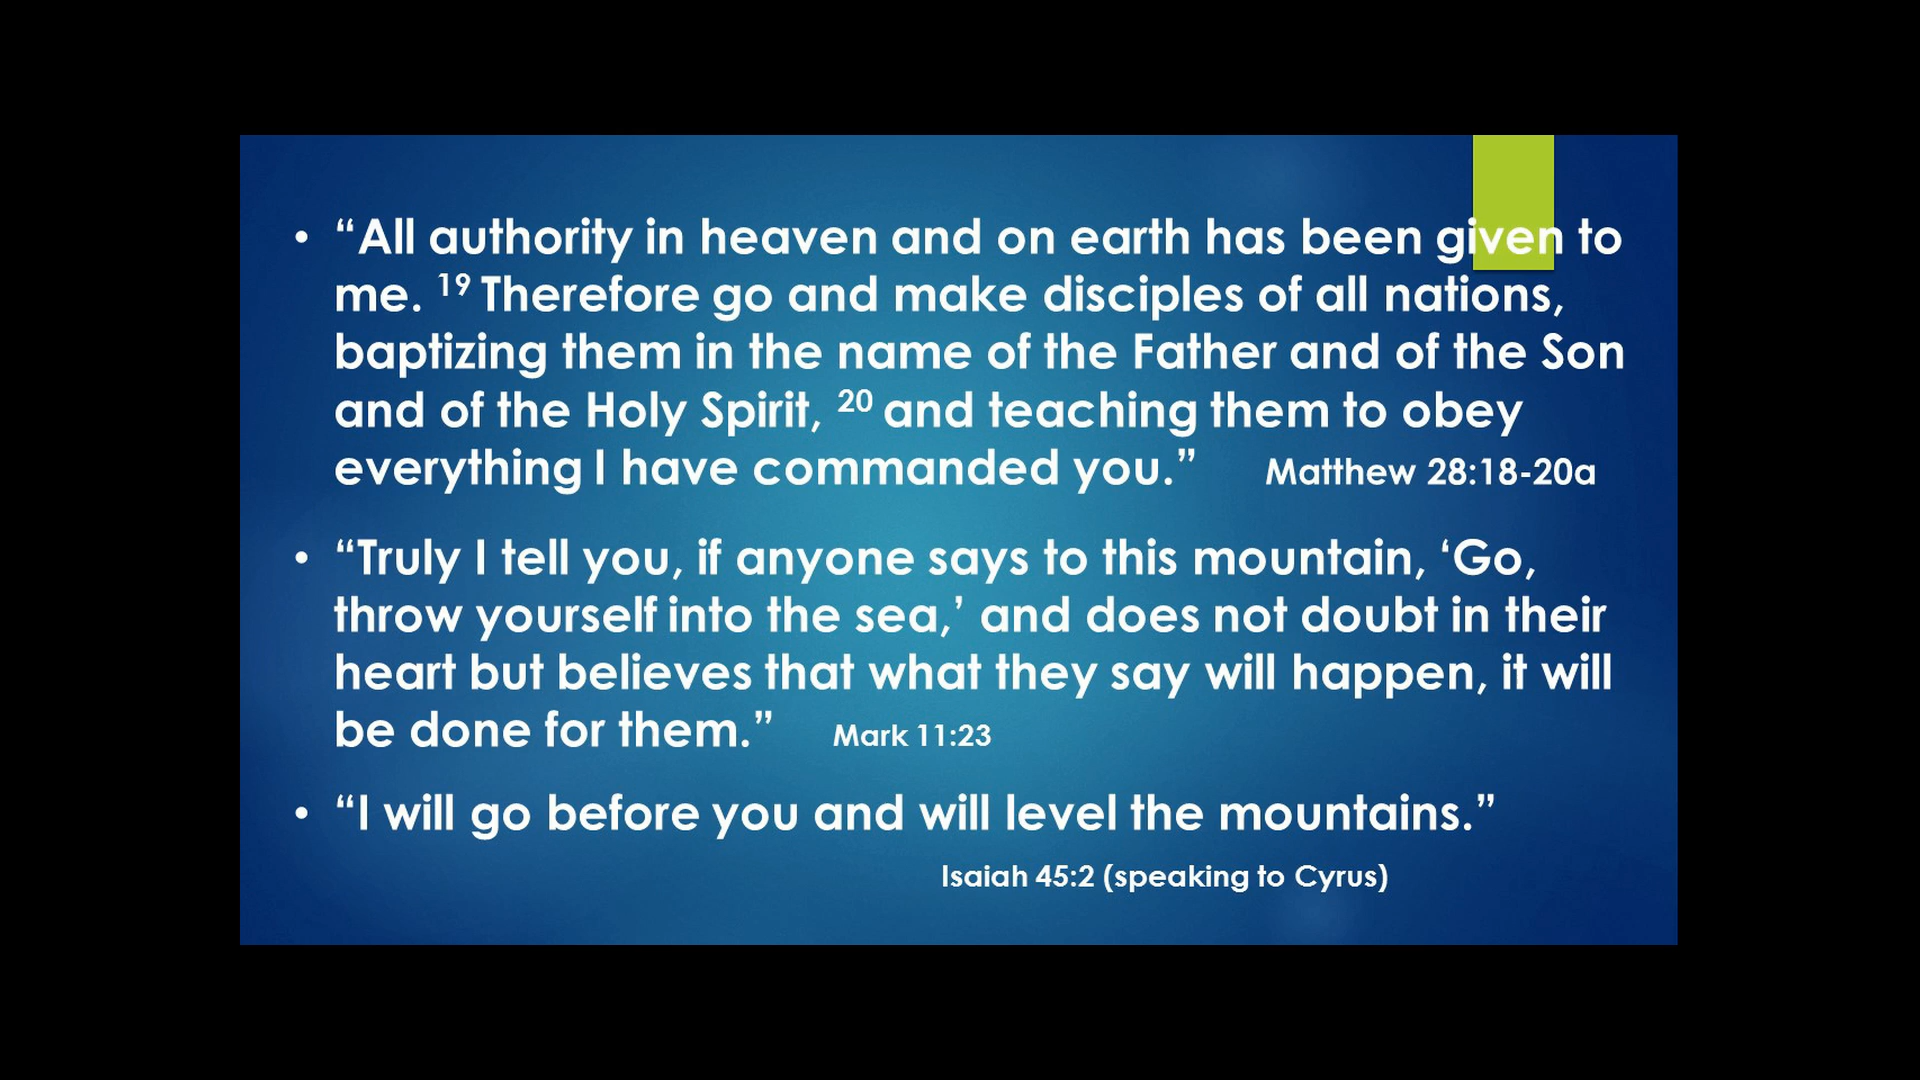 • “All authority in heaven and on earth has been given to
me. 19 Therefore go and make disciples of all nations,
baptizing them in the name of the Father and of the Son
and of the Holy Spirit, 20 and teaching them to obey
everything I have commanded you.” Matthew 28:18-20a
• “Truly I tell you, if anyone says to this mountain, ‘Go,
throw yourself into the sea,’ and does not doubt in their
heart but believes that what they say will happen, it will
be done for them.” Mark 11:23
• “I will go before you and will level the mountains.”
Isaiah 45:2 (speaking to Cyrus)